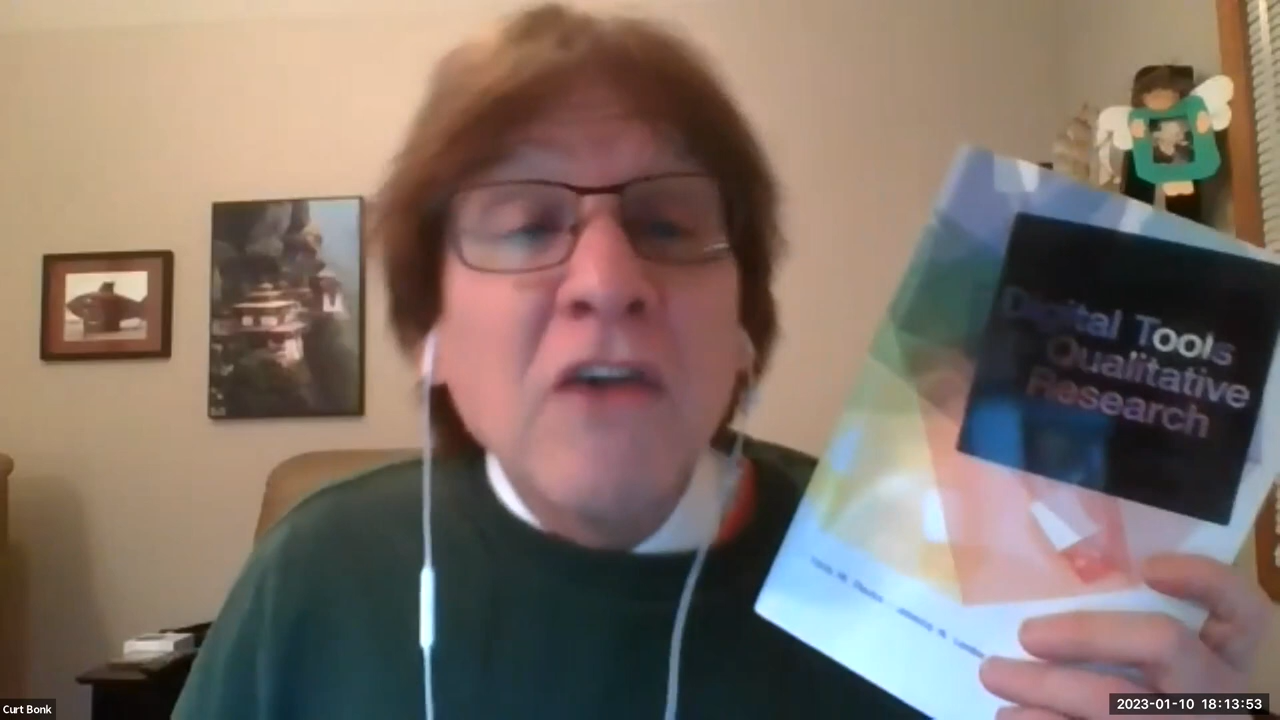 Digital Tools
Qualitative
Research
Curt Bonk
2023-01-10 18:13:53